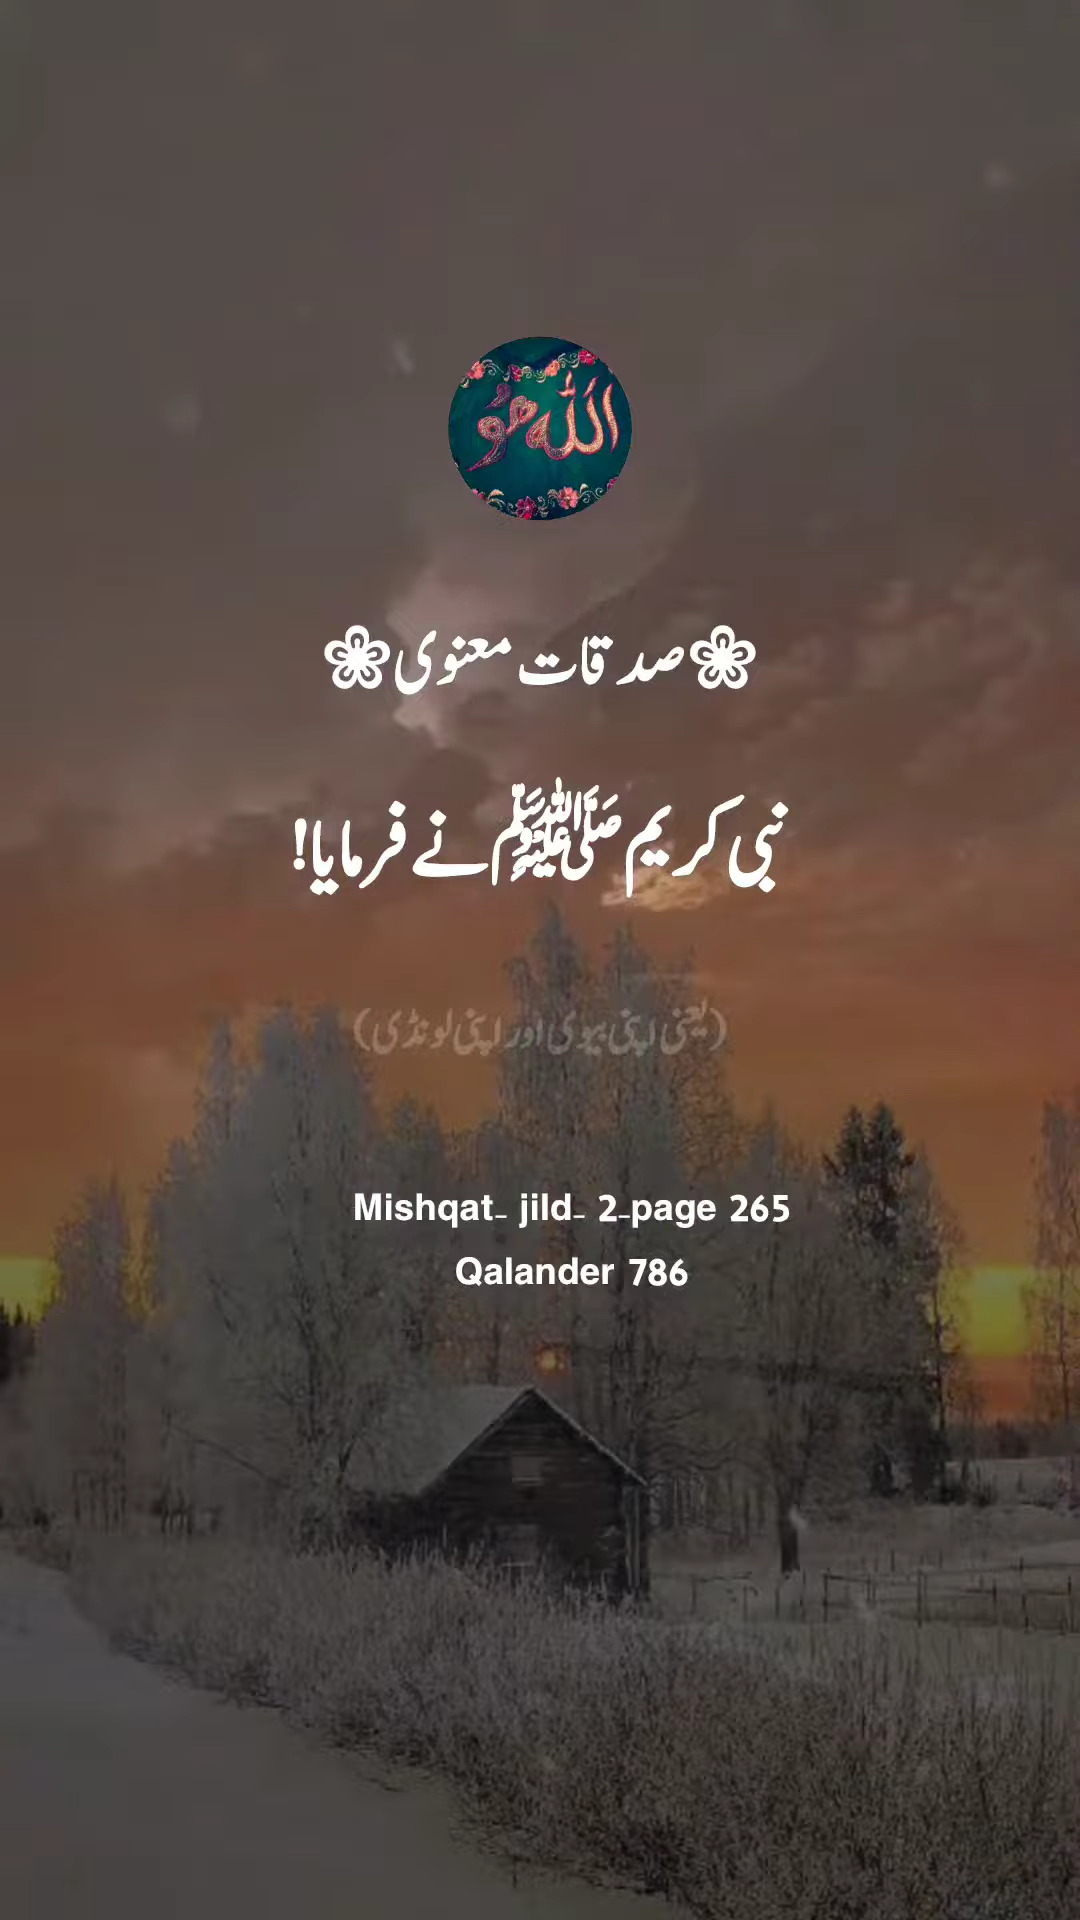 اللہ ھو
❀صدقات معنوی❀
نبی کریم ﷺ نے فرمایا!
(یعنی اپنی بیوی اور اپنی لونڈی)
Mishqat- jild- 2-page 265
Qalander 786